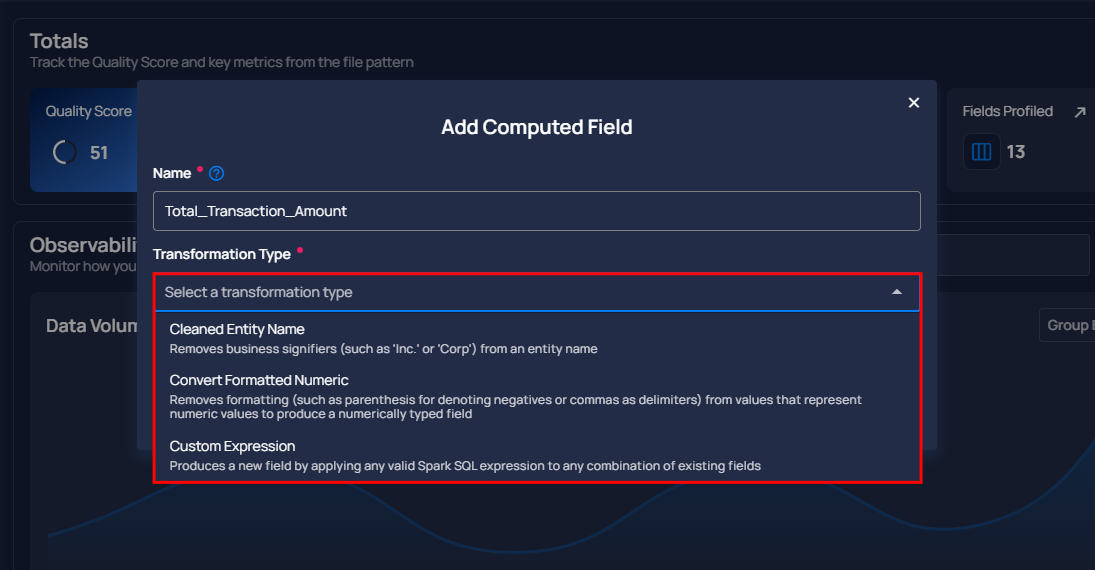 Totals
Track the Quality Score and key metrics from the file pattern
Quality Score
51
Fields Profiled
13
Add Computed Field
Name
Total_Transaction_Amount
Transformation Type
Select a transformation type
Cleaned Entity Name
Removes business signifiers (such as 'Inc.' or 'Corp') from an entity name
Convert Formatted Numeric
Removes formatting (such as parenthesis for denoting negatives or commas as delimiters) from values that represent
numeric values to produce a numerically typed field
Custom Expression
Produces a new field by applying any valid Spark SQL expression to any combination of existing fields
Observabili
Monitor how you
Data Volum
Group